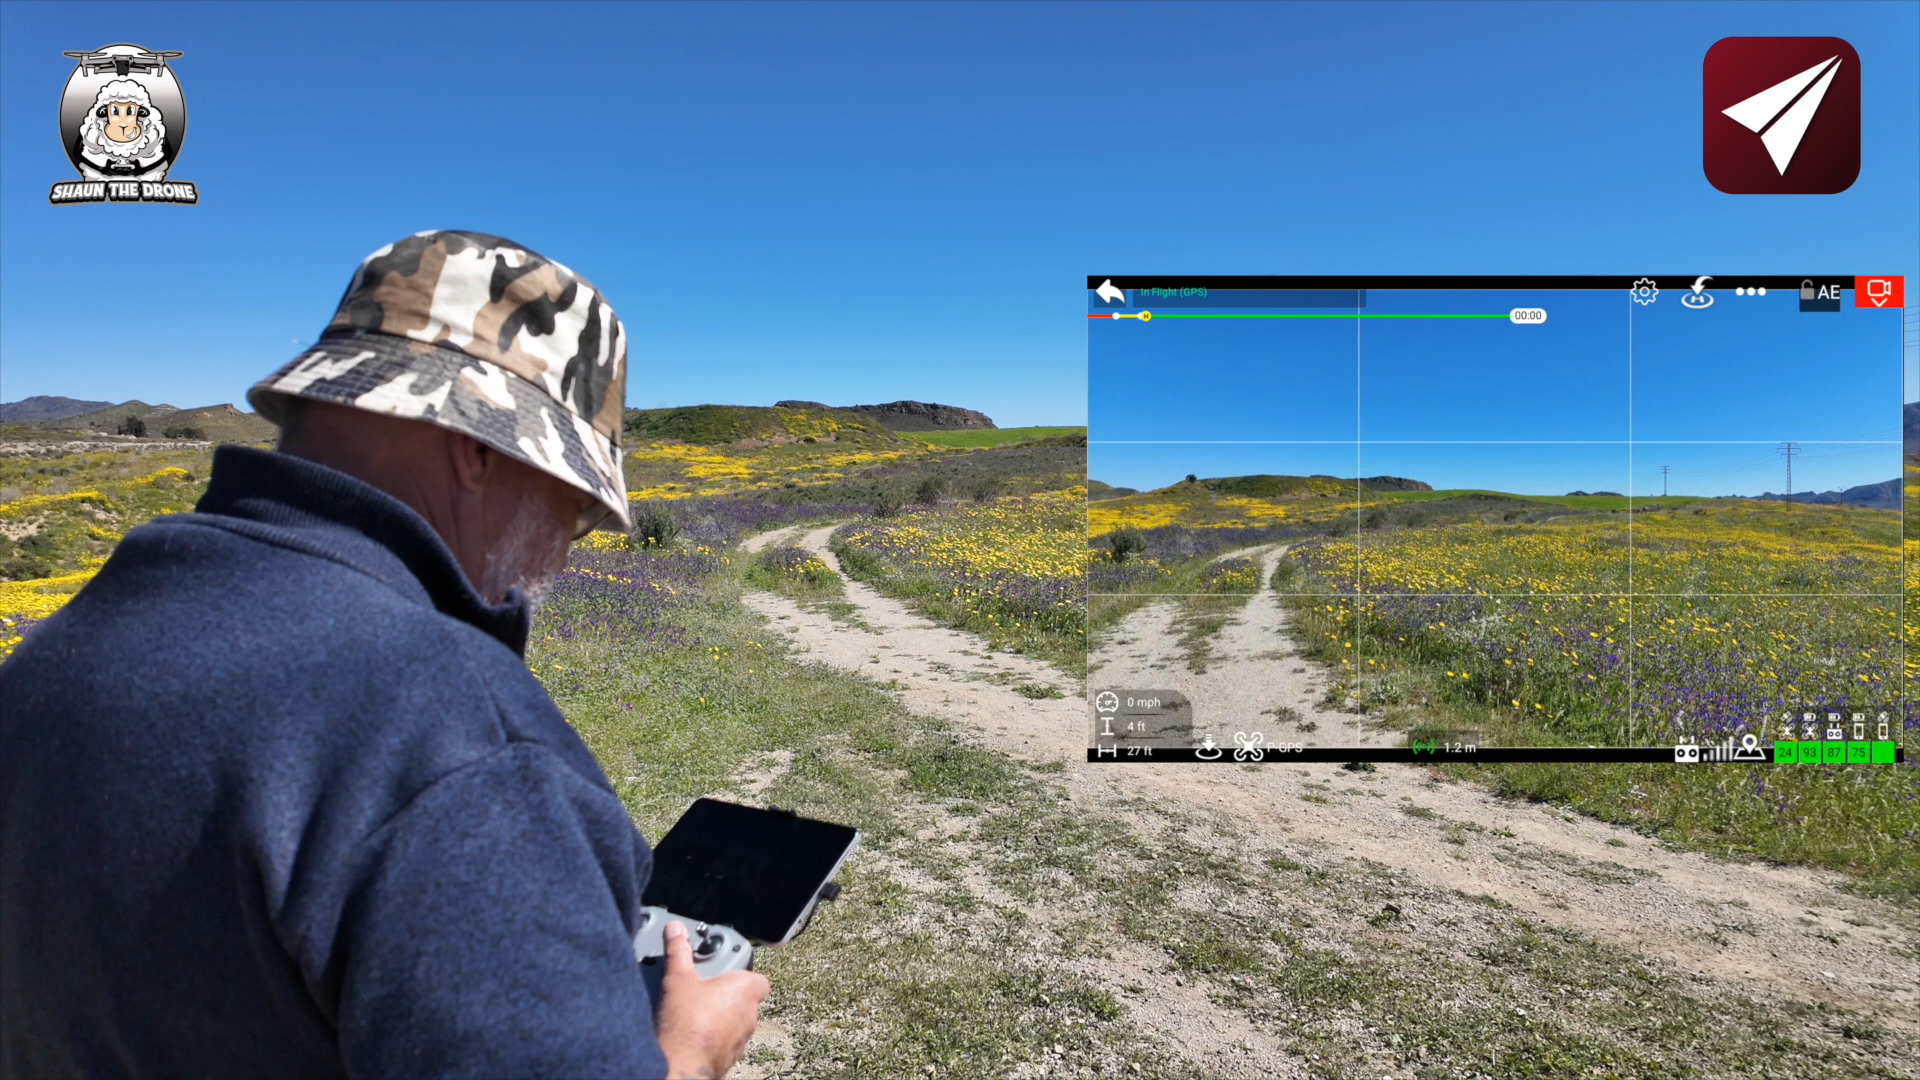 SHAUN THE DRONE
In Flight (GPS)
AE
00:00
H
0 mph
4 ft
27 ft
P-GPS
1.2 m
24 93 87 75